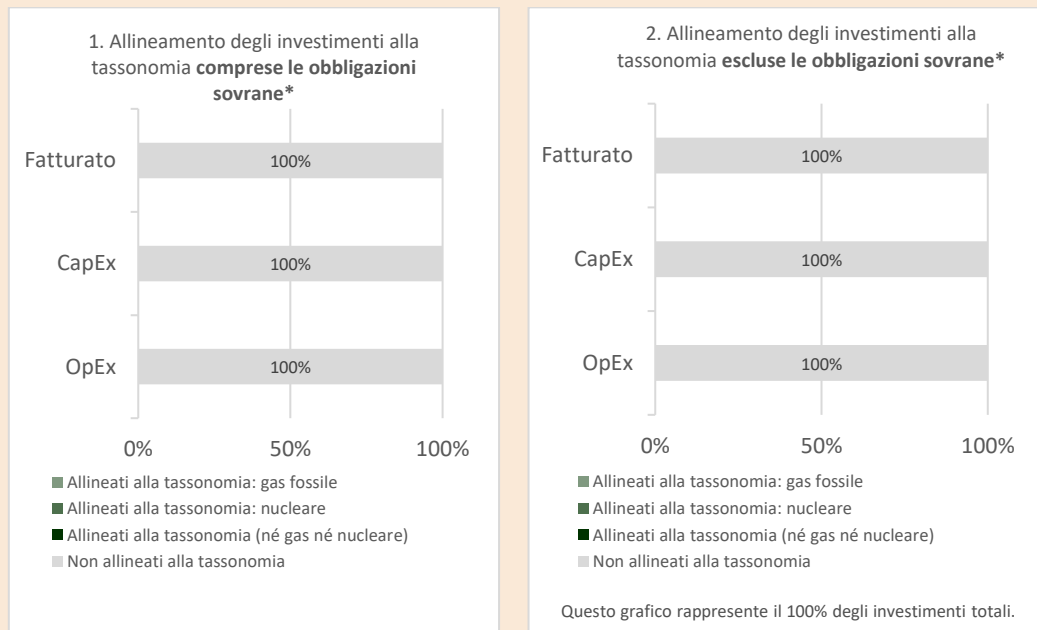 1. Allineamento degli investimenti alla
tassonomia comprese le obbligazioni
sovrane*
Fatturato
100%
CapEx
100%
OpEx
100%
0% 50% 100%
Allineati alla tassonomia: gas fossile
Allineati alla tassonomia: nucleare
Allineati alla tassonomia (né gas né nucleare)
Non allineati alla tassonomia
2. Allineamento degli investimenti alla
tassonomia escluse le obbligazioni sovrane*
Fatturato
100%
CapEx
100%
OpEx
100%
0% 50% 100%
Allineati alla tassonomia: gas fossile
Allineati alla tassonomia: nucleare
Allineati alla tassonomia (né gas né nucleare)
Non allineati alla tassonomia
Questo grafico rappresente il 100% degli investimenti totali.